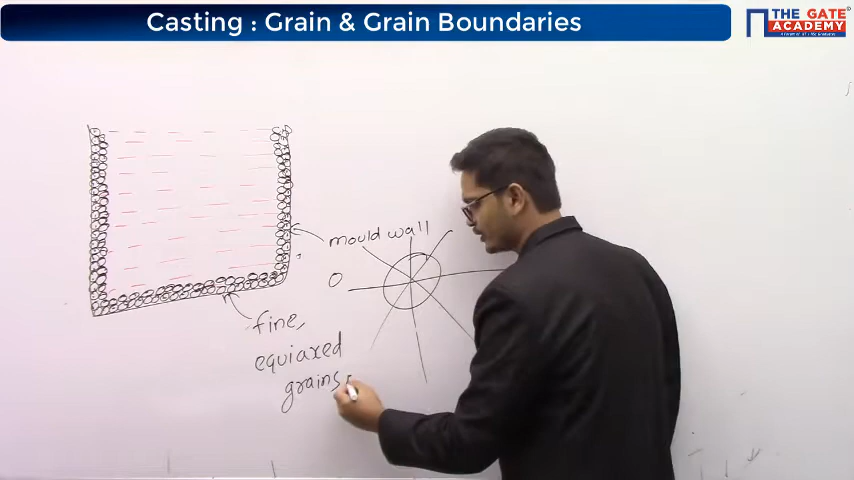 Casting : Grain & Grain Boundaries
THE GATE
ACADEMY
mould wall
fine,
equiaxed
grains